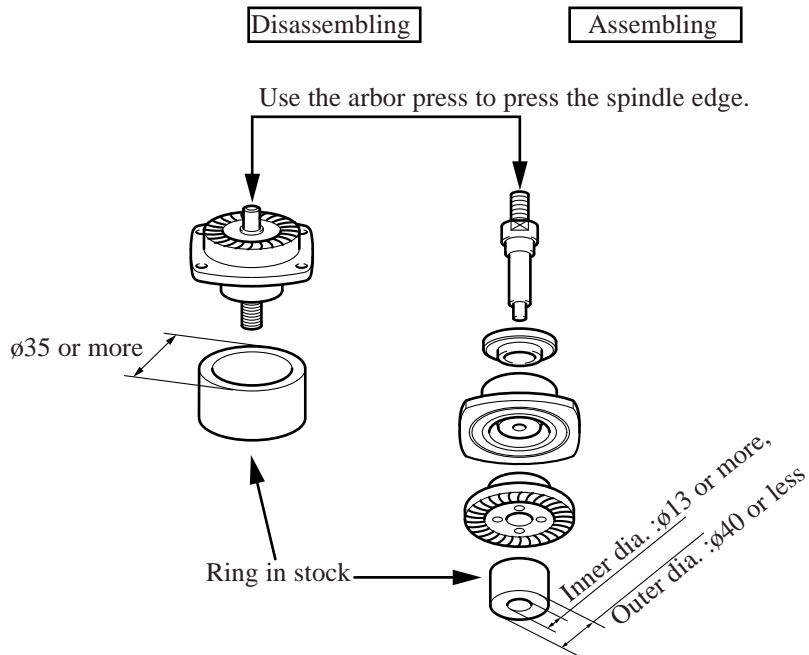 Disassembling
Assembling
Use the arbor press to press the spindle edge.
ø35 or more
Inner dia. :ø13 or more,
Outer dia. :ø40 or less
Ring in stock